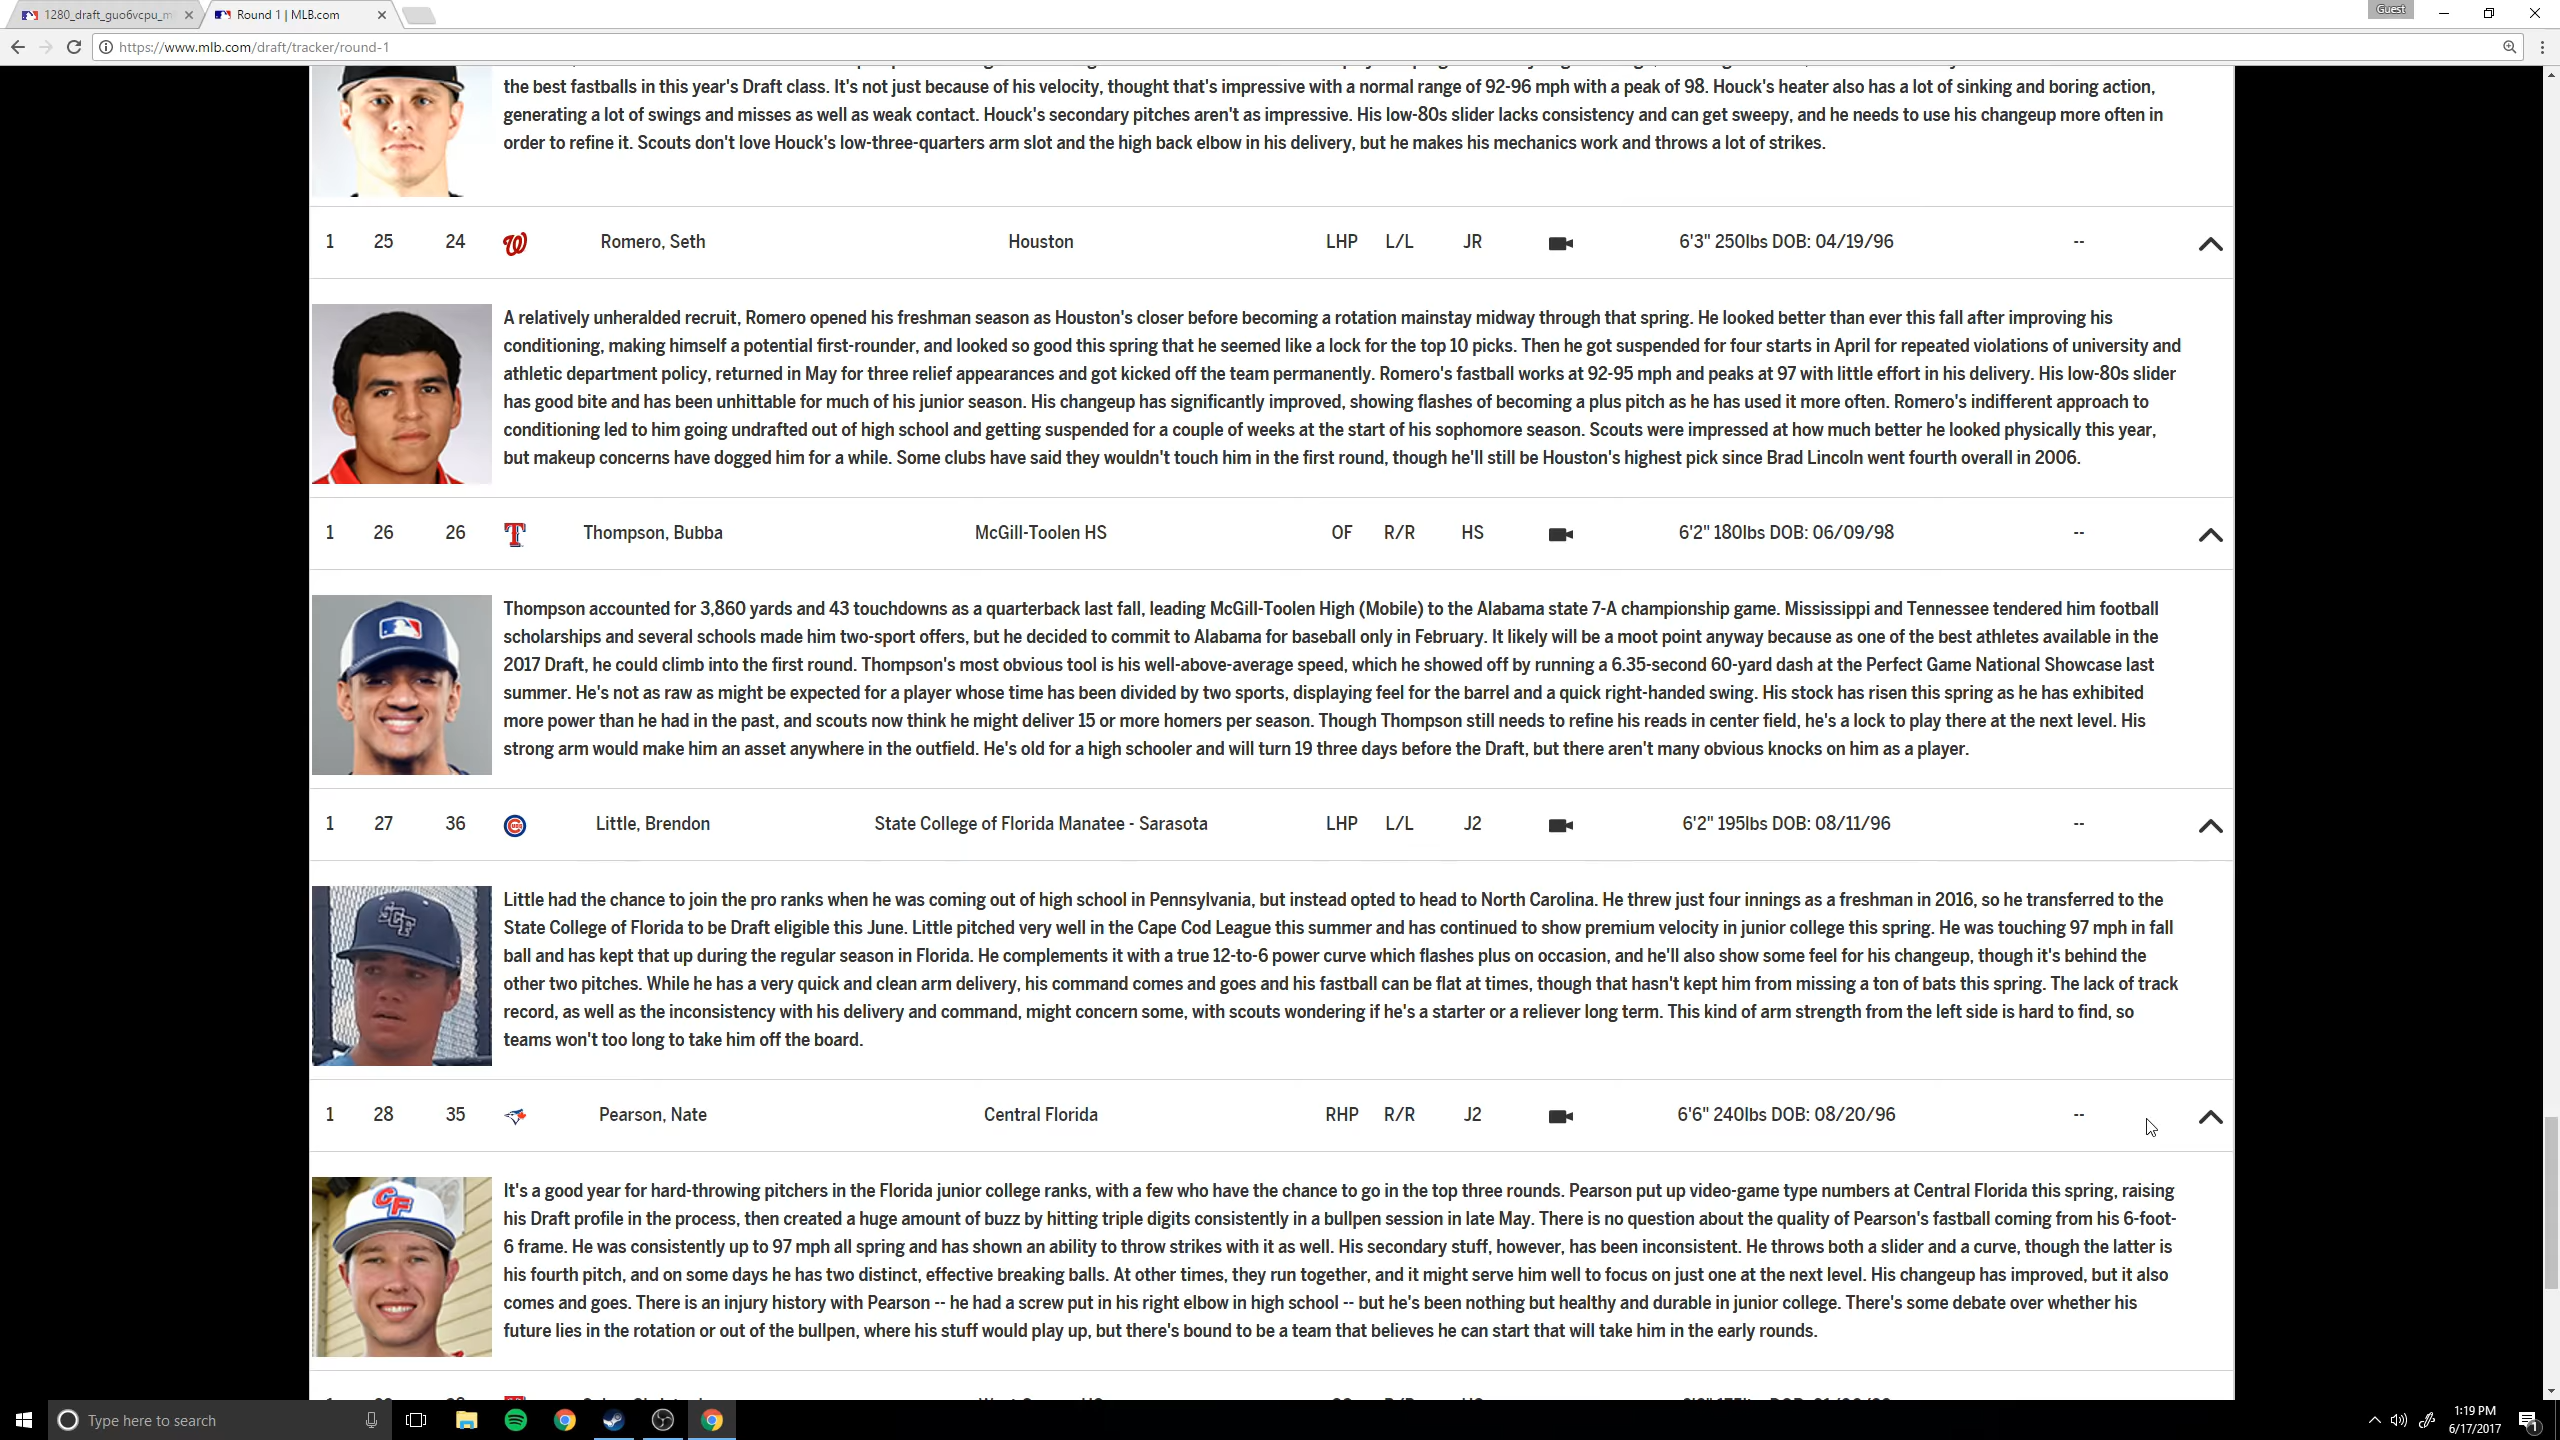 1280_draft_guo6vcpu_m
Round 1 | MLB.com
Guest
https://www.mlb.com/draft/tracker/round-1
the best fastballs in this year's Draft class. It's not just because of his velocity, thought that's impressive with a normal range of 92-96 mph with a peak of 98. Houck's heater also has a lot of sinking and boring action,
generating a lot of swings and misses as well as weak contact. Houck's secondary pitches aren't as impressive. His low-80s slider lacks consistency and can get sweepy, and he needs to use his changeup more often in
order to refine it. Scouts don't love Houck's low-three-quarters arm slot and the high back elbow in his delivery, but he makes his mechanics work and throws a lot of strikes.
1 25 24 W Romero, Seth Houston LHP L/L JR 6'3" 250lbs DOB: 04/19/96 --
A relatively unheralded recruit, Romero opened his freshman season as Houston's closer before becoming a rotation mainstay midway through that spring. He looked better than ever this fall after improving his
conditioning, making himself a potential first-rounder, and looked so good this spring that he seemed like a lock for the top 10 picks. Then he got suspended for four starts in April for repeated violations of university and
athletic department policy, returned in May for three relief appearances and got kicked off the team permanently. Romero's fastball works at 92-95 mph and peaks at 97 with little effort in his delivery. His low-80s slider
has good bite and has been unhittable for much of his junior season. His changeup has significantly improved, showing flashes of becoming a plus pitch as he has used it more often. Romero's indifferent approach to
conditioning led to him going undrafted out of high school and getting suspended for a couple of weeks at the start of his sophomore season. Scouts were impressed at how much better he looked physically this year,
but makeup concerns have dogged him for a while. Some clubs have said they wouldn't touch him in the first round, though he'll still be Houston's highest pick since Brad Lincoln went fourth overall in 2006.
1 26 26 T Thompson, Bubba McGill-Toolen HS OF R/R HS 6'2" 180lbs DOB: 06/09/98 --
Thompson accounted for 3,860 yards and 43 touchdowns as a quarterback last fall, leading McGill-Toolen High (Mobile) to the Alabama state 7-A championship game. Mississippi and Tennessee tendered him football
scholarships and several schools made him two-sport offers, but he decided to commit to Alabama for baseball only in February. It likely will be a moot point anyway because as one of the best athletes available in the
2017 Draft, he could climb into the first round. Thompson's most obvious tool is his well-above-average speed, which he showed off by running a 6.35-second 60-yard dash at the Perfect Game National Showcase last
summer. He's not as raw as might be expected for a player whose time has been divided by two sports, displaying feel for the barrel and a quick right-handed swing. His stock has risen this spring as he has exhibited
more power than he had in the past, and scouts now think he might deliver 15 or more homers per season. Though Thompson still needs to refine his reads in center field, he's a lock to play there at the next level. His
strong arm would make him an asset anywhere in the outfield. He's old for a high schooler and will turn 19 three days before the Draft, but there aren't many obvious knocks on him as a player.
1 27 36 Little, Brendon State College of Florida Manatee - Sarasota LHP L/L J2 6'2" 195lbs DOB: 08/11/96 --
Little had the chance to join the pro ranks when he was coming out of high school in Pennsylvania, but instead opted to head to North Carolina. He threw just four innings as a freshman in 2016, so he transferred to the
State College of Florida to be Draft eligible this June. Little pitched very well in the Cape Cod League this summer and has continued to show premium velocity in junior college this spring. He was touching 97 mph in fall
ball and has kept that up during the regular season in Florida. He complements it with a true 12-to-6 power curve which flashes plus on occasion, and he'll also show some feel for his changeup, though it's behind the
other two pitches. While he has a very quick and clean arm delivery, his command comes and goes and his fastball can be flat at times, though that hasn't kept him from missing a ton of bats this spring. The lack of track
record, as well as the inconsistency with his delivery and command, might concern some, with scouts wondering if he's a starter or a reliever long term. This kind of arm strength from the left side is hard to find, so
teams won't too long to take him off the board.
SCF
1 28 35 Pearson, Nate Central Florida RHP R/R J2 6'6" 240lbs DOB: 08/20/96 --
CF
It's a good year for hard-throwing pitchers in the Florida junior college ranks, with a few who have the chance to go in the top three rounds. Pearson put up video-game type numbers at Central Florida this spring, raising
his Draft profile in the process, then created a huge amount of buzz by hitting triple digits consistently in a bullpen session in late May. There is no question about the quality of Pearson's fastball coming from his 6-foot-
6 frame. He was consistently up to 97 mph all spring and has shown an ability to throw strikes with it as well. His secondary stuff, however, has been inconsistent. He throws both a slider and a curve, though the latter is
his fourth pitch, and on some days he has two distinct, effective breaking balls. At other times, they run together, and it might serve him well to focus on just one at the next level. His changeup has improved, but it also
comes and goes. There is an injury history with Pearson -- he had a screw put in his right elbow in high school -- but he's been nothing but healthy and durable in junior college. There's some debate over whether his
future lies in the rotation or out of the bullpen, where his stuff would play up, but there's bound to be a team that believes he can start that will take him in the early rounds.
Type here to search
1:19 PM
6/17/2017
1